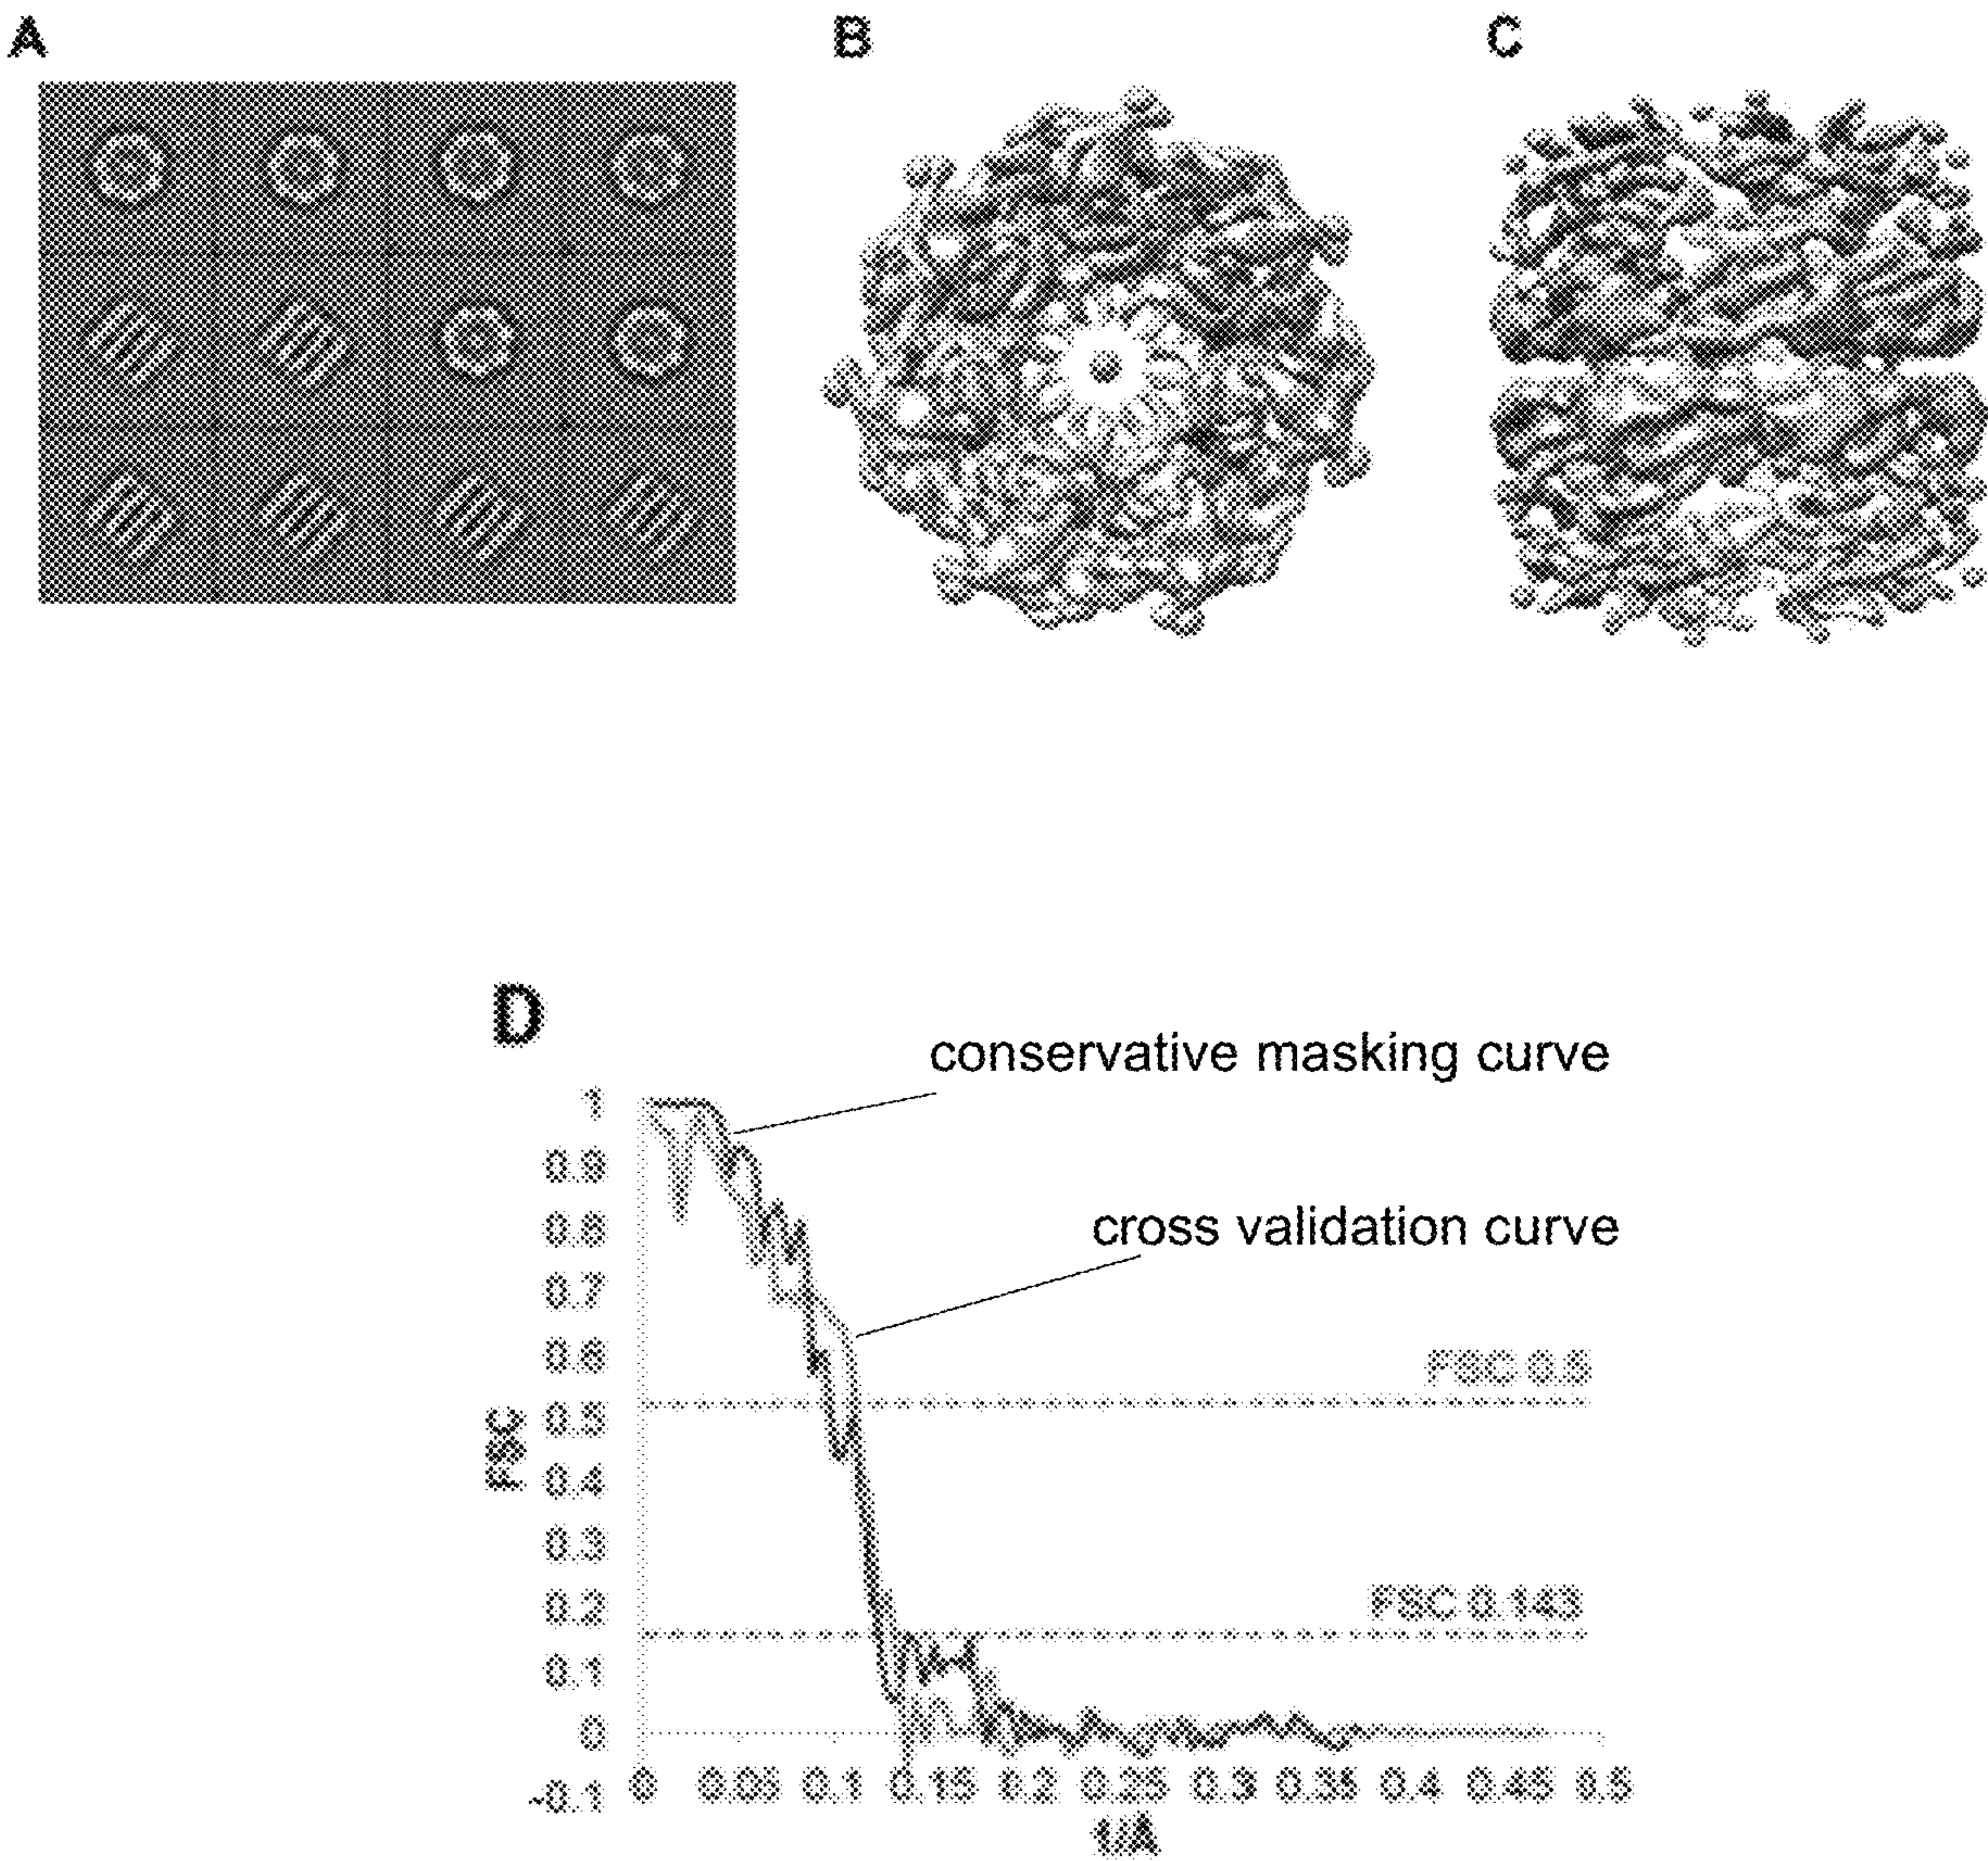 A
B
C
D
conservative masking curve
cross validation curve
1
0.9
0.8
0.7
0.6
0.5
0.4
0.3
0.2
0.1
0
-0.1
FSC
FSC 0.5
FSC 0.143
0 0.05 0.1 0.15 0.2 0.25 0.3 0.35 0.4 0.45 0.5
1/Å